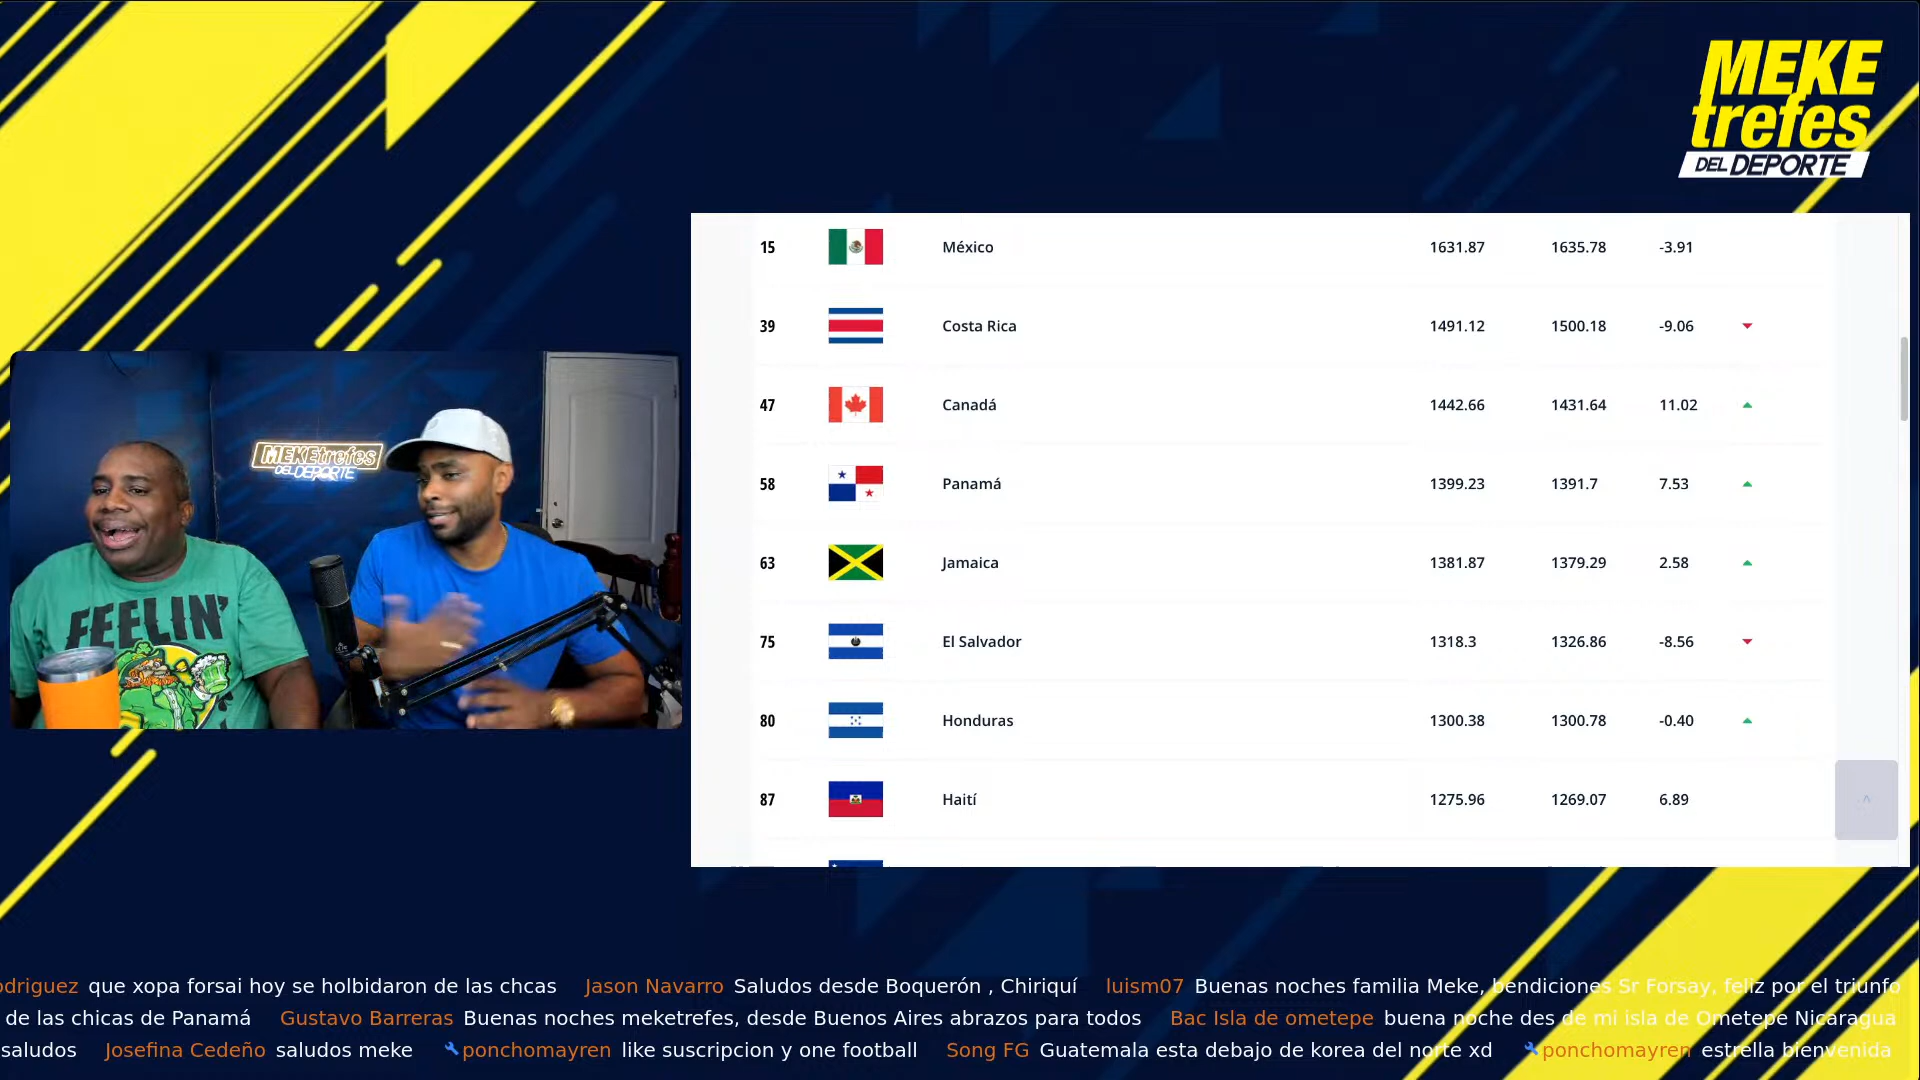 MEKE
trefes
DEL DEPORTE
15 México 1631.87 1635.78 -3.91
39 Costa Rica 1491.12 1500.18 -9.06
47 Canadá 1442.66 1431.64 11.02
58 Panamá 1399.23 1391.7 7.53
63 Jamaica 1381.87 1379.29 2.58
75 El Salvador 1318.3 1326.86 -8.56
80 Honduras 1300.38 1300.78 -0.40
87 Haití 1275.96 1269.07 6.89
MEKEtrefes
DEL DEPORTE
FEELIN'
odriguez que xopa forsai hoy se holbidaron de las chcas Jason Navarro Saludos desde Boquerón , Chiriquí luism07 Buenas noches familia Meke, bendiciones Sr Forsay, feliz por el triunfo
de las chicas de Panamá Gustavo Barreras Buenas noches meketrefes, desde Buenos Aires abrazos para todos Bac Isla de ometepe buena noche des de mi isla de Ometepe Nicaragua
saludos Josefina Cedeño saludos meke ponchomayren like suscripcion y one football Song FG Guatemala esta debajo de korea del norte xd ponchomayren estrella bienvenida